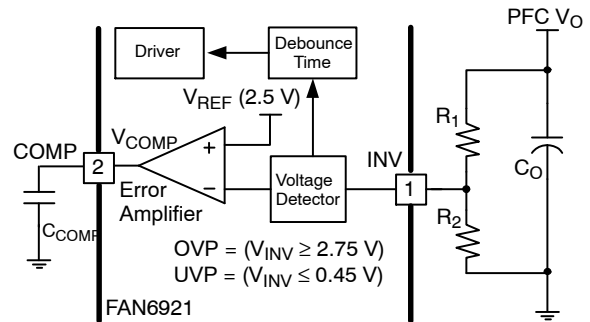 PFC VO
Driver
Debounce
Time
VREF (2.5 V)
R1
VCOMP
COMP
2
+
−
Error
Amplifier
Voltage
Detector
INV
1
CO
CCOMP
R2
OVP = (VINV ≥ 2.75 V)
UVP = (VINV ≤ 0.45 V)
FAN6921